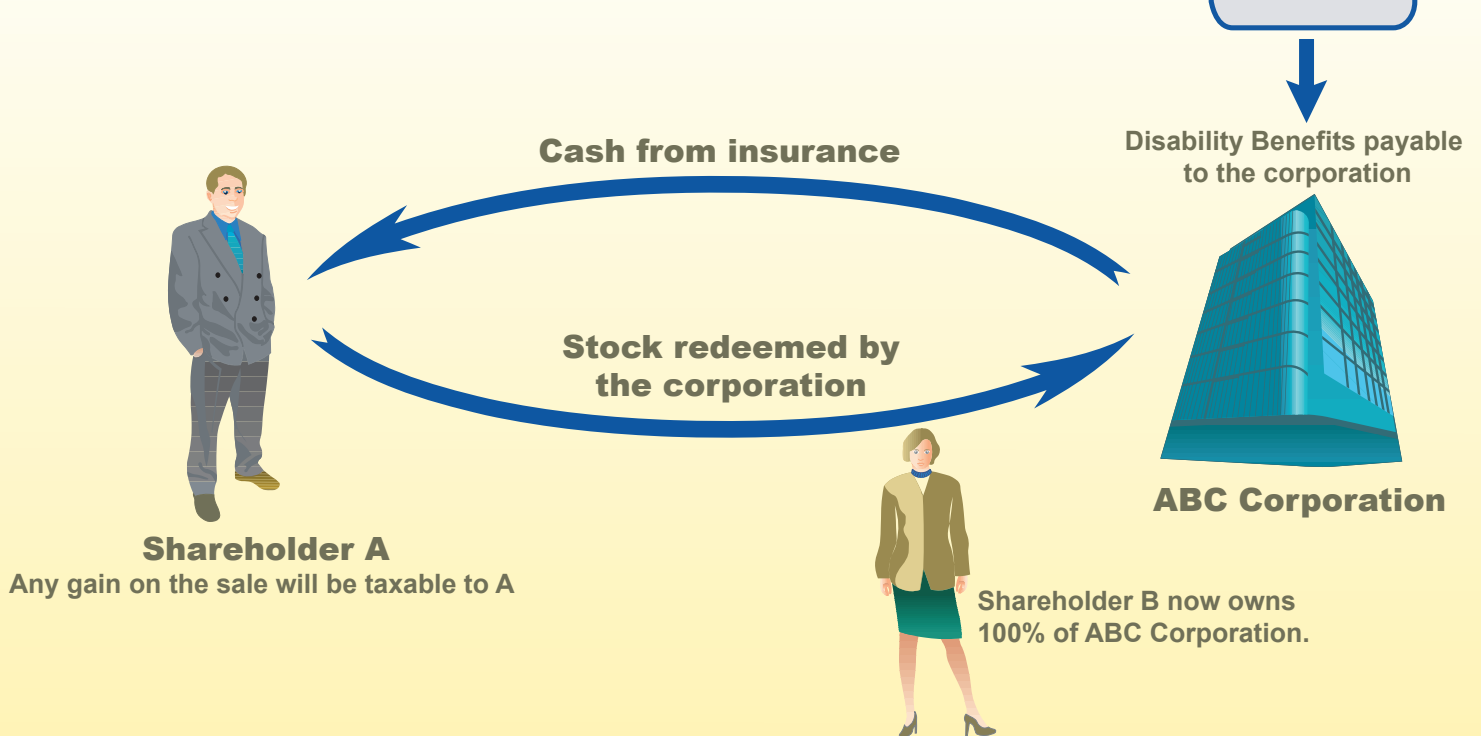 Disability Benefits payable
to the corporation
Cash from insurance
Stock redeemed by
the corporation
ABC Corporation
Shareholder A
Any gain on the sale will be taxable to A
Shareholder B now owns
100% of ABC Corporation.